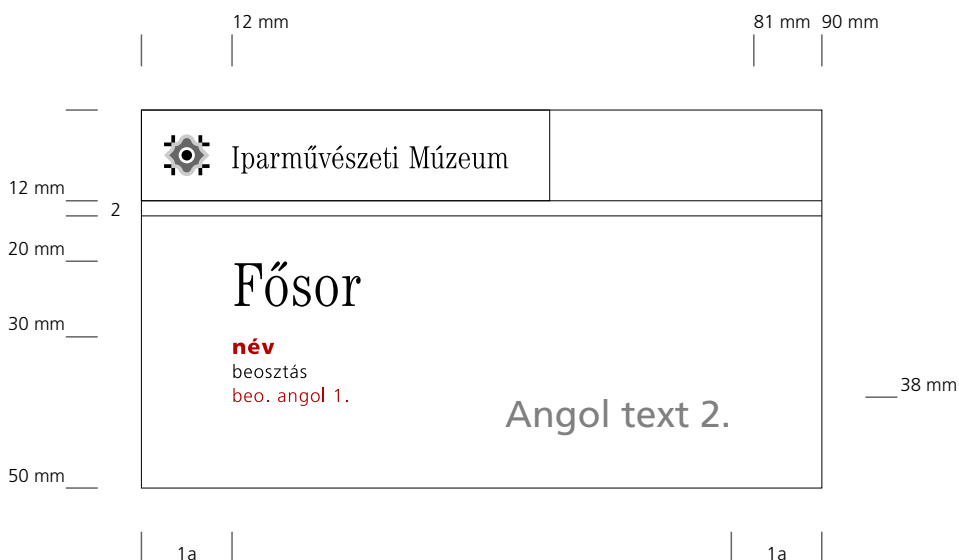 12 mm
81 mm 90 mm
Iparművészeti Múzeum
12 mm
2
20 mm
Fősor
30 mm
név
beosztás
beo. angol 1.
38 mm
Angol text 2.
50 mm
1a
1a